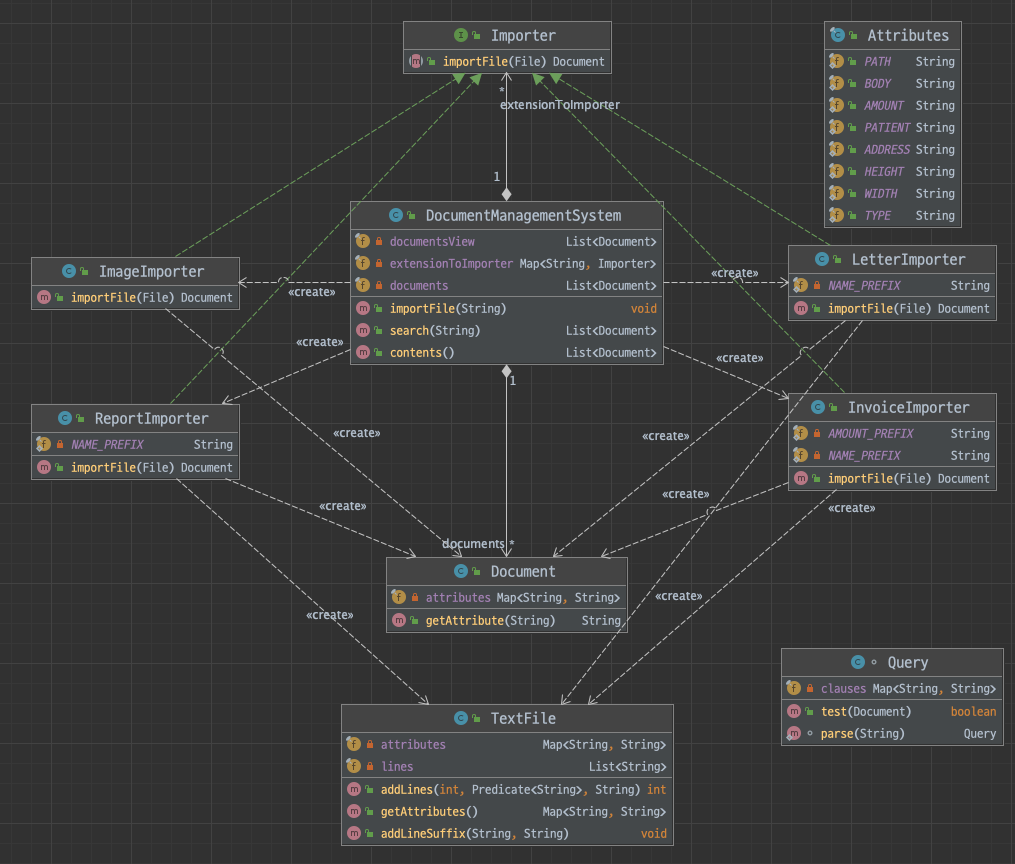 Importer
importFile(File) Document
Attributes
PATH String
BODY String
AMOUNT String
PATIENT String
ADDRESS String
HEIGHT String
WIDTH String
TYPE String
*
extensionToImporter
1
DocumentManagementSystem
documentsView List<Document>
extensionToImporter Map<String, Importer>
documents List<Document>
importFile(String) void
search(String) List<Document>
contents() List<Document>
ImageImporter
importFile(File) Document
LetterImporter
NAME_PREFIX String
importFile(File) Document
«create»
«create»
«create»
«create»
1
ReportImporter
NAME_PREFIX String
importFile(File) Document
InvoiceImporter
AMOUNT_PREFIX String
NAME_PREFIX String
importFile(File) Document
«create»
«create»
«create»
«create»
«create»
documents *
Document
attributes Map<String, String>
getAttribute(String) String
«create»
«create»
Query
clauses Map<String, String>
test(Document) boolean
parse(String) Query
TextFile
attributes Map<String, String>
lines List<String>
addLines(int, Predicate<String>, String) int
getAttributes() Map<String, String>
addLineSuffix(String, String) void